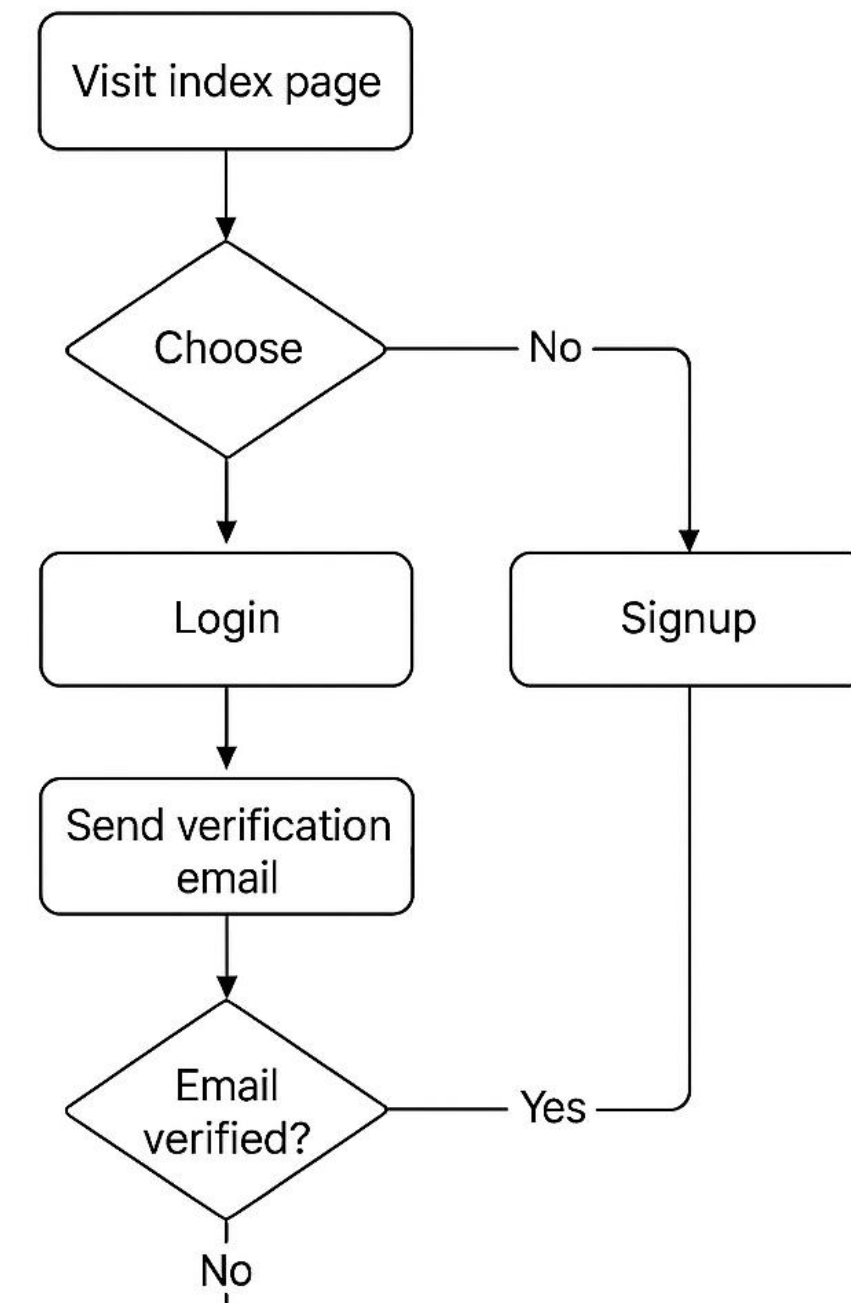 Visit index page
Choose
No
Login
Signup
Send verification
email
Email
verified?
Yes
No